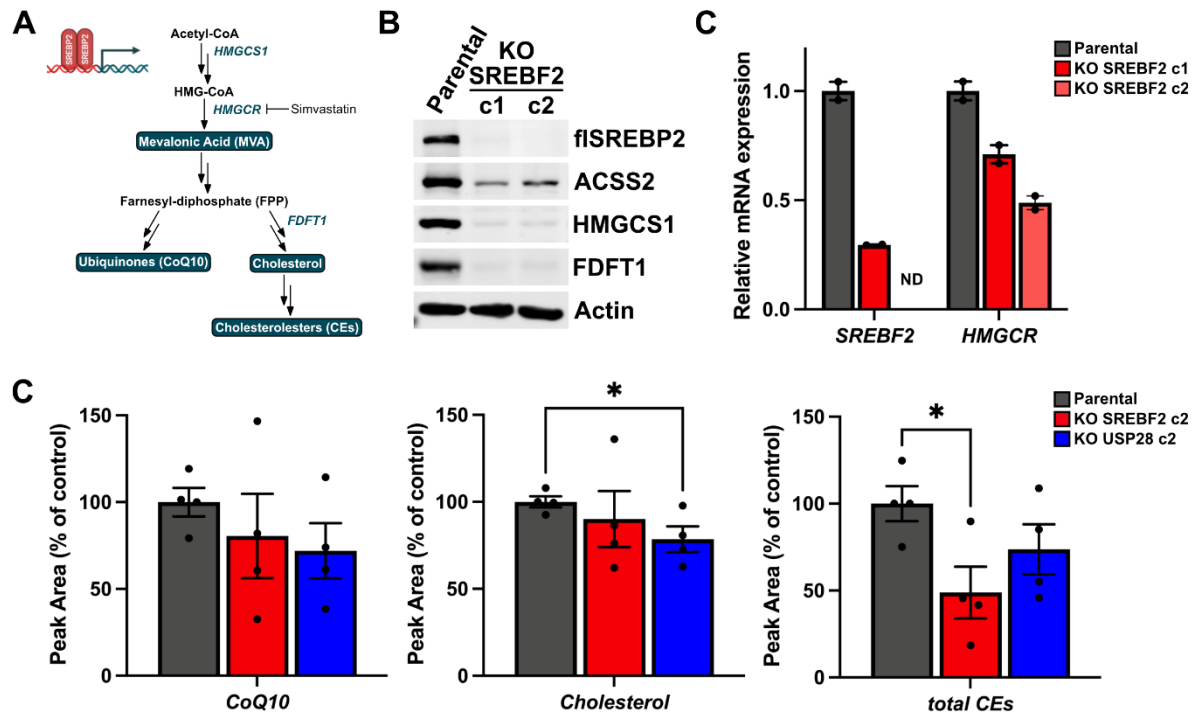 A
SREBP2
SREBP2
Acetyl-CoA
HMGCS1
HMG-CoA
HMGCR
Simvastatin
Mevalonic Acid (MVA)
Farnesyl-diphosphate (FPP)
FDFT1
Ubiquinones (CoQ10)
Cholesterol
Cholesterolesters (CEs)
B
Parental
KO
SREBF2
c1 c2
flSREBP2
ACSS2
HMGCS1
FDFT1
Actin
C
Relative mRNA expression
1.0
0.5
0.0
ND
SREBF2
HMGCR
Parental
KO SREBF2 c1
KO SREBF2 c2
C
Peak Area (% of control)
150
100
50
0
CoQ10
Peak Area (% of control)
150
100
50
0
*
Cholesterol
Peak Area (% of control)
150
100
50
0
*
total CEs
Parental
KO SREBF2 c2
KO USP28 c2